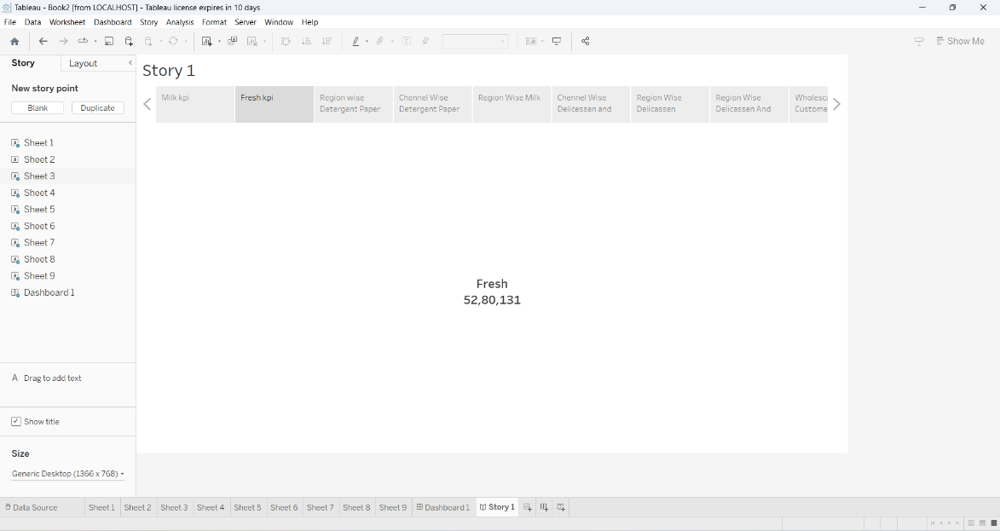 Tableau - Book2 [from LOCALHOST] - Tableau license expires in 10 days
File Data Worksheet Dashboard Story Analysis Format Server Window Help
Show Me
Story Layout
New story point
Blank Duplicate
Sheet 1
Sheet 2
Sheet 3
Sheet 4
Sheet 5
Sheet 6
Sheet 7
Sheet 8
Sheet 9
Dashboard 1
A Drag to add text
Show title
Size
Generic Desktop (1366 x 768)
Story 1
Milk kpi
Fresh kpi
Region wise
Detergent Paper
Chennel Wise
Detergent Paper
Region Wise Milk
Chennel Wise
Delicessen and
Region Wise
Delicassen
Region Wise
Delicassen And
Wholesca
Custome
Fresh
52,80,131
Data Source Sheet 1 Sheet 2 Sheet 3 Sheet 4 Sheet 5 Sheet 6 Sheet 7 Sheet 8 Sheet 9 Dashboard 1 Story 1